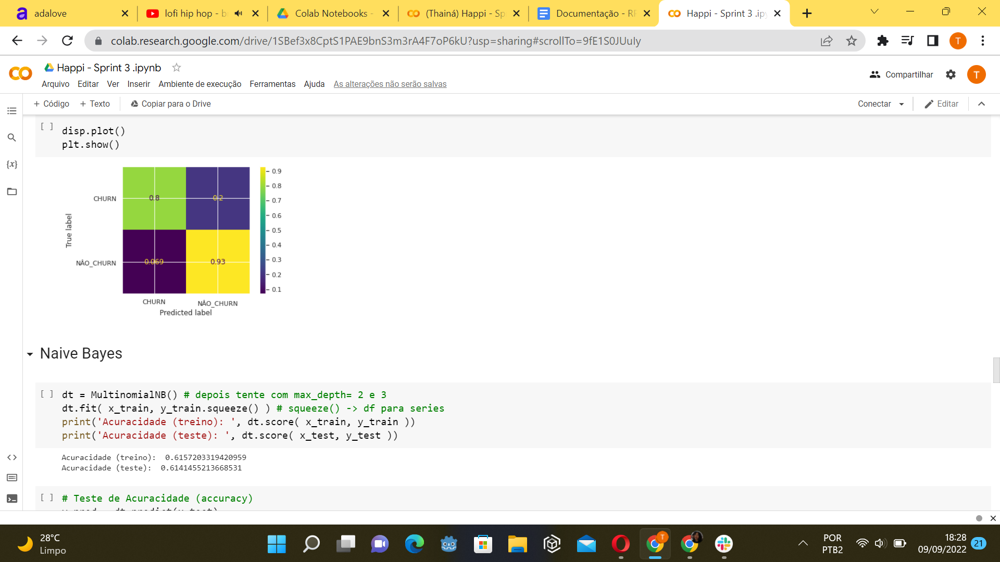 adalove
lofi hip hop - b
Colab Notebooks -
(Thainá) Happi - Sp
Documentação - RF
Happi - Sprint 3 .ipy
colab.research.google.com/drive/1SBef3x8CptS1PAE9bnS3m3rA4F7oP6kU?usp=sharing#scrollTo=9fE1S0JUuIy
T
Happi - Sprint 3 .ipynb
Arquivo Editar Ver Inserir Ambiente de execução Ferramentas Ajuda As alterações não serão salvas
Compartilhar
T
+ Código + Texto Copiar para o Drive
Conectar
Editar
{x}
[ ] disp.plot()
plt.show()
CHURN
NÃO_CHURN
True label
0.8
0.2
0.069
0.93
CHURN
NÃO_CHURN
Predicted label
0.9
0.8
0.7
0.6
0.5
0.4
0.3
0.2
0.1
Naive Bayes
[ ] dt = MultinomialNB() # depois tente com max_depth= 2 e 3
dt.fit( x_train, y_train.squeeze() ) # squeeze() -> df para series
print('Acuracidade (treino): ', dt.score( x_train, y_train ))
print('Acuracidade (teste): ', dt.score( x_test, y_test ))
Acuracidade (treino):  0.6157203319420959
Acuracidade (teste):  0.6141455213668531
[ ] # Teste de Acuracidade (accuracy)
28°C
Limpo
T
POR
PTB2
18:28
09/09/2022
21